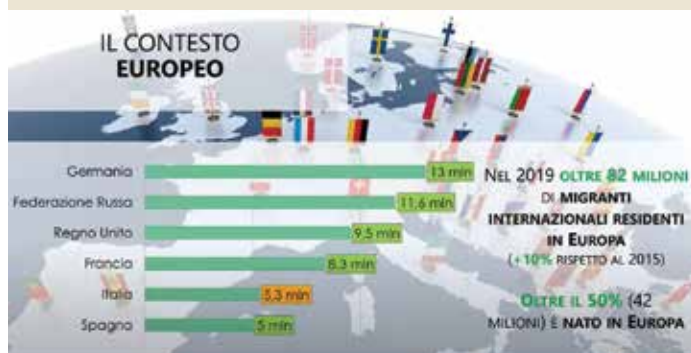 IL CONTESTO
EUROPEO
Germania 13 mln
Federazione Russa 11,6 mln
Regno Unito 9,5 mln
Francia 8,3 mln
Italia 5,3 mln
Spagna 5 mln
NEL 2019 OLTRE 82 MILIONI
DI MIGRANTI
INTERNAZIONALI RESIDENTI
IN EUROPA
(+10% RISPETTO AL 2015)
OLTRE IL 50% (42
MILIONI) È NATO IN EUROPA